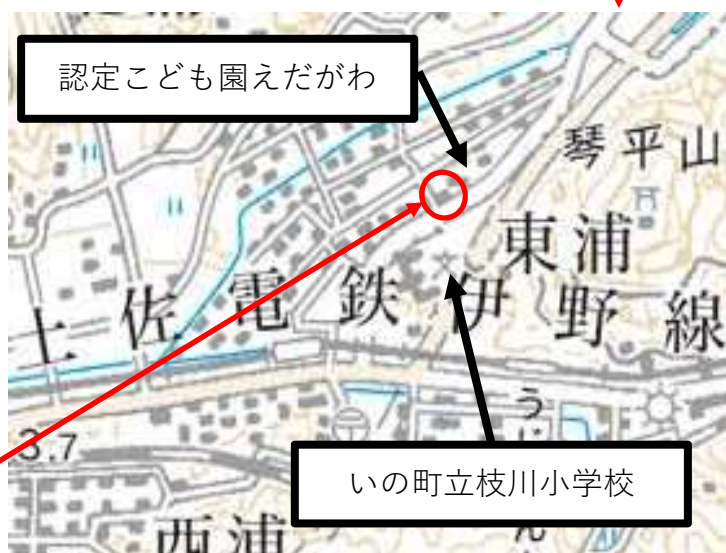 認定こども園えだがわ
琴平山
東浦
土佐電鉄伊野線
3.7
いの町立枝川小学校
西浦